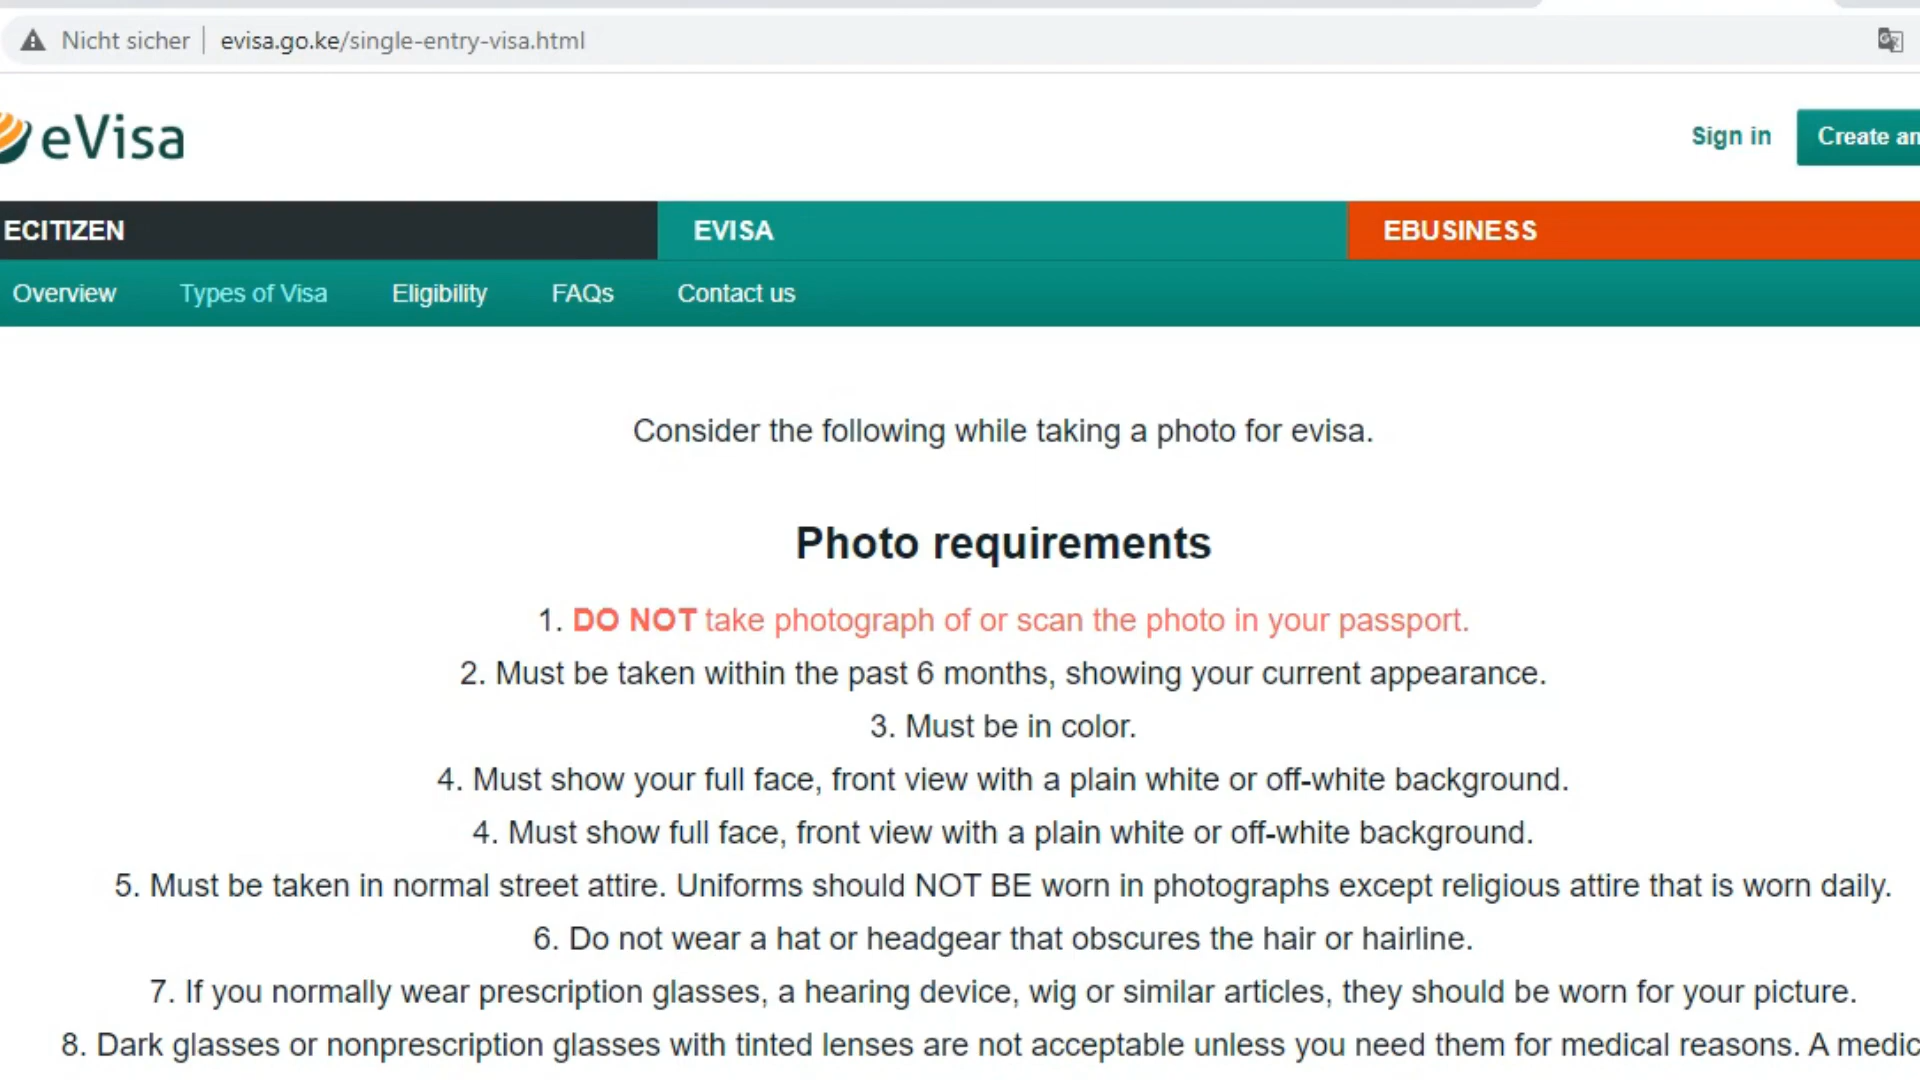 Nicht sicher evisa.go.ke/single-entry-visa.html
eVisa
Sign in Create an
ECITIZEN EVISA EBUSINESS
Overview Types of Visa Eligibility FAQs Contact us
Consider the following while taking a photo for evisa.
Photo requirements
1. DO NOT take photograph of or scan the photo in your passport.
2. Must be taken within the past 6 months, showing your current appearance.
3. Must be in color.
4. Must show your full face, front view with a plain white or off-white background.
4. Must show full face, front view with a plain white or off-white background.
5. Must be taken in normal street attire. Uniforms should NOT BE worn in photographs except religious attire that is worn daily.
6. Do not wear a hat or headgear that obscures the hair or hairline.
7. If you normally wear prescription glasses, a hearing device, wig or similar articles, they should be worn for your picture.
8. Dark glasses or nonprescription glasses with tinted lenses are not acceptable unless you need them for medical reasons. A medic